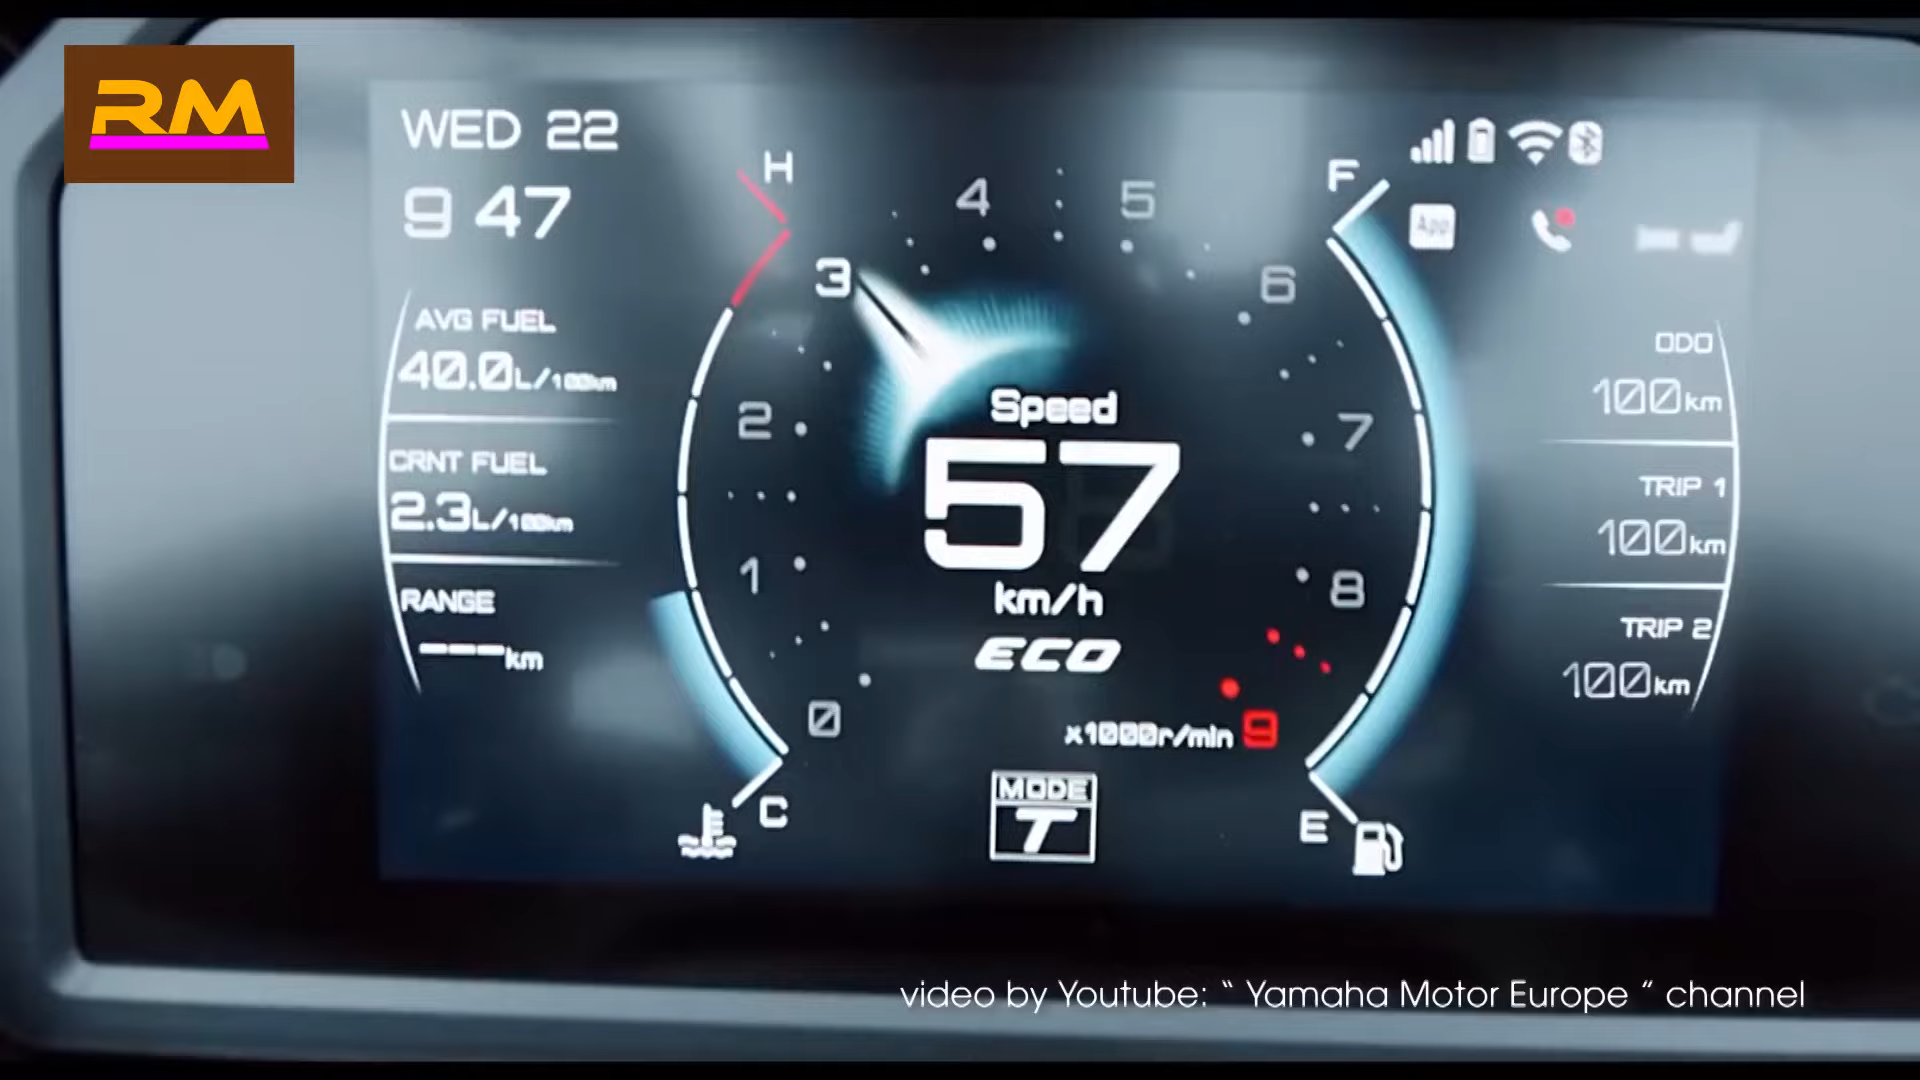 RM
WED 22
9 47
H
F
App
AVG FUEL
40.0L/100km
CRNT FUEL
2.3L/100km
RANGE
---km
0
1
2
3
4
5
6
7
8
9
x1000r/min
Speed
57
km/h
ECO
MODE
T
C
E
ODO
100km
TRIP 1
100km
TRIP 2
100km
video by Youtube: “ Yamaha Motor Europe ” channel